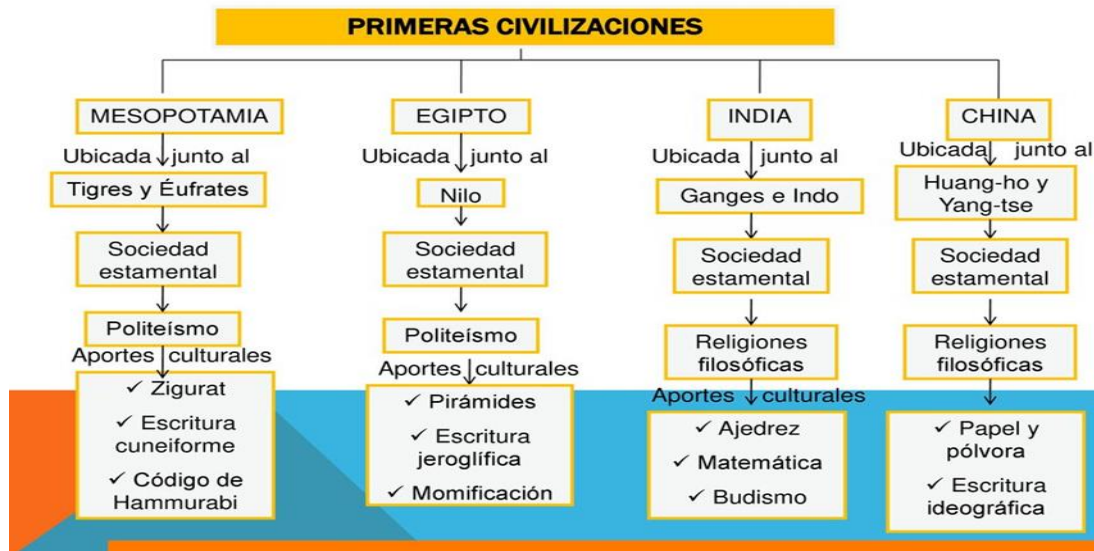 PRIMERAS CIVILIZACIONES
MESOPOTAMIA
Ubicada junto al
Tigres y Éufrates
Sociedad
estamental
Politeísmo
Aportes culturales
✓ Zigurat
✓ Escritura
cuneiforme
✓ Código de
Hammurabi
EGIPTO
Ubicada junto al
Nilo
Sociedad
estamental
Politeísmo
Aportes culturales
✓ Pirámides
✓ Escritura
jeroglífica
✓ Momificación
INDIA
Ubicada junto al
Ganges e Indo
Sociedad
estamental
Religiones
filosóficas
Aportes culturales
✓ Ajedrez
✓ Matemática
✓ Budismo
CHINA
Ubicada junto al
Huang-ho y
Yang-tse
Sociedad
estamental
Religiones
filosóficas
✓ Papel y
pólvora
✓ Escritura
ideográfica